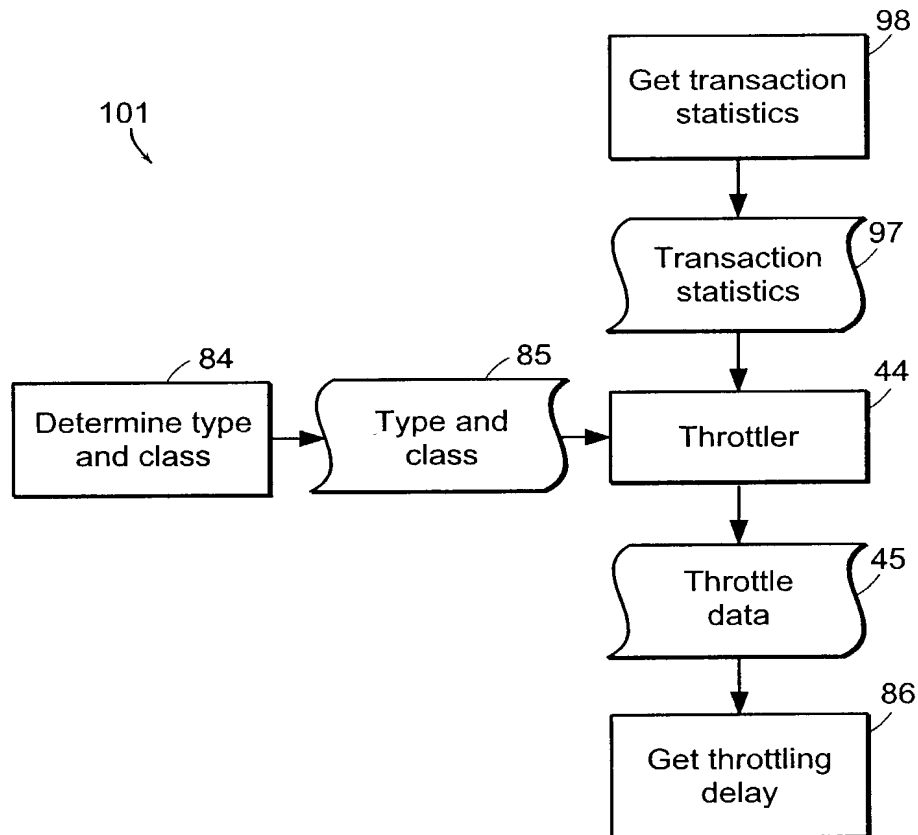 98
Get transaction
statistics
101
97
Transaction
statistics
84
Determine type
and class
85
Type and
class
44
Throttler
45
Throttle
data
86
Get throttling
delay